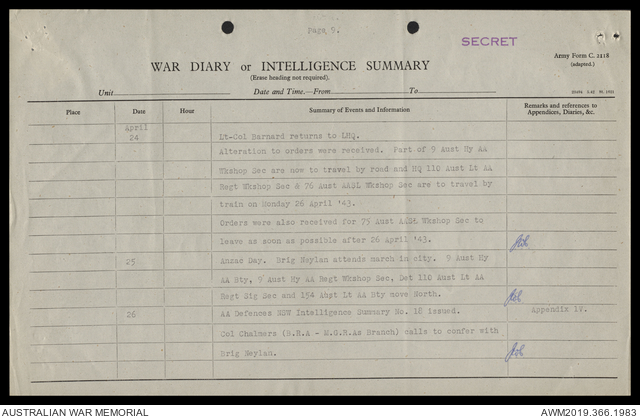 Page 9.
SECRET
Army Form C. 2118
(adapted.)
WAR DIARY or INTELLIGENCE SUMMARY
(Erase heading not required).
Unit Date and Time.—From To
Place Date Hour Summary of Events and Information Remarks and references to
Appendices, Diaries, &c.
April
24 Lt-Col Barnard returns to LHQ.
Alteration to orders were received. Part of 9 Aust Hy AA
Wkshop Sec are now to travel by road and HQ 110 Aust Lt AA
Regt Wkshop Sec & 76 Aust AASL Wkshop Sec are to travel by
train on Monday 26 April '43.
Orders were also received for 75 Aust AASL Wkshop Sec to
leave as soon as possible after 26 April '43.
25 Anzac Day. Brig Neylan attends march in city. 9 Aust Hy
AA Bty, 9 Aust Hy AA Regt Wkshop Sec, Det 110 Aust Lt AA
Regt Sig Sec and 154 Abpt Lt AA Bty move North.
26 AA Defences NSW Intelligence Summary No. 18 issued. Appendix IV.
Col Chalmers (B.R.A - M.G.R.As Branch) calls to confer with
Brig Neylan.
AUSTRALIAN WAR MEMORIAL AWM2019.366.1983